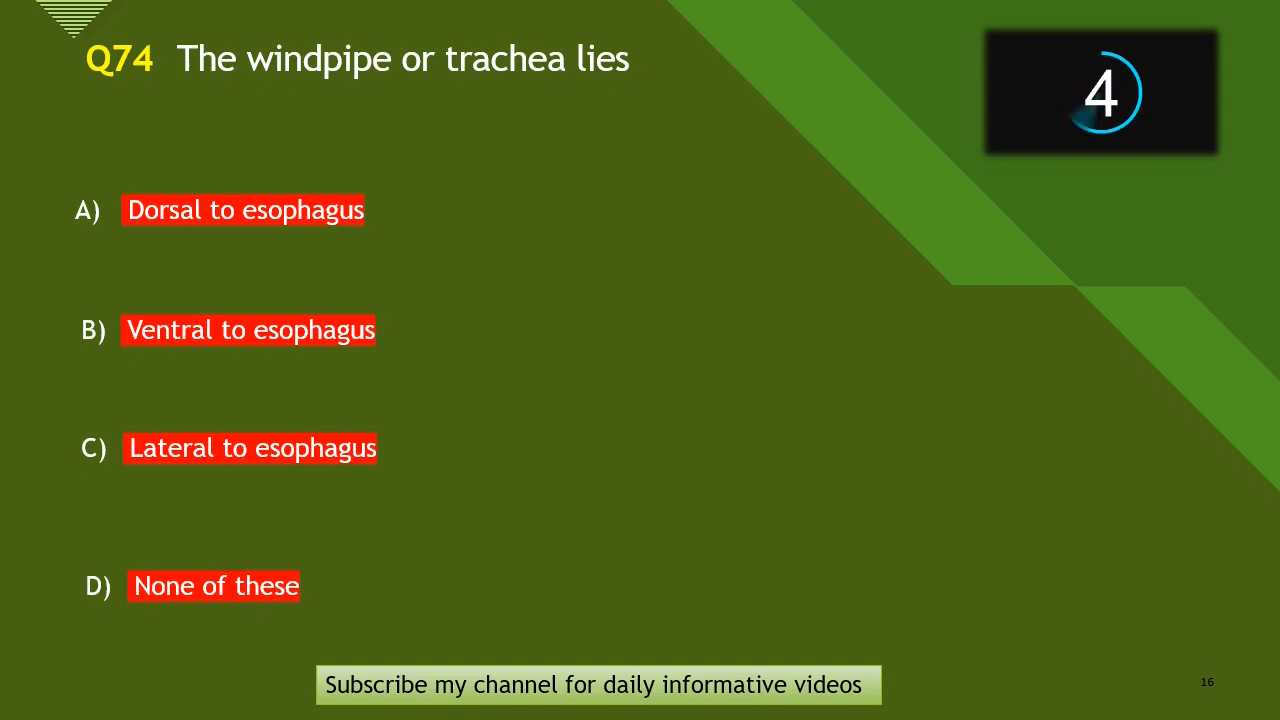 Q74 The windpipe or trachea lies
4
A) Dorsal to esophagus
B) Ventral to esophagus
C) Lateral to esophagus
D) None of these
Subscribe my channel for daily informative videos
16